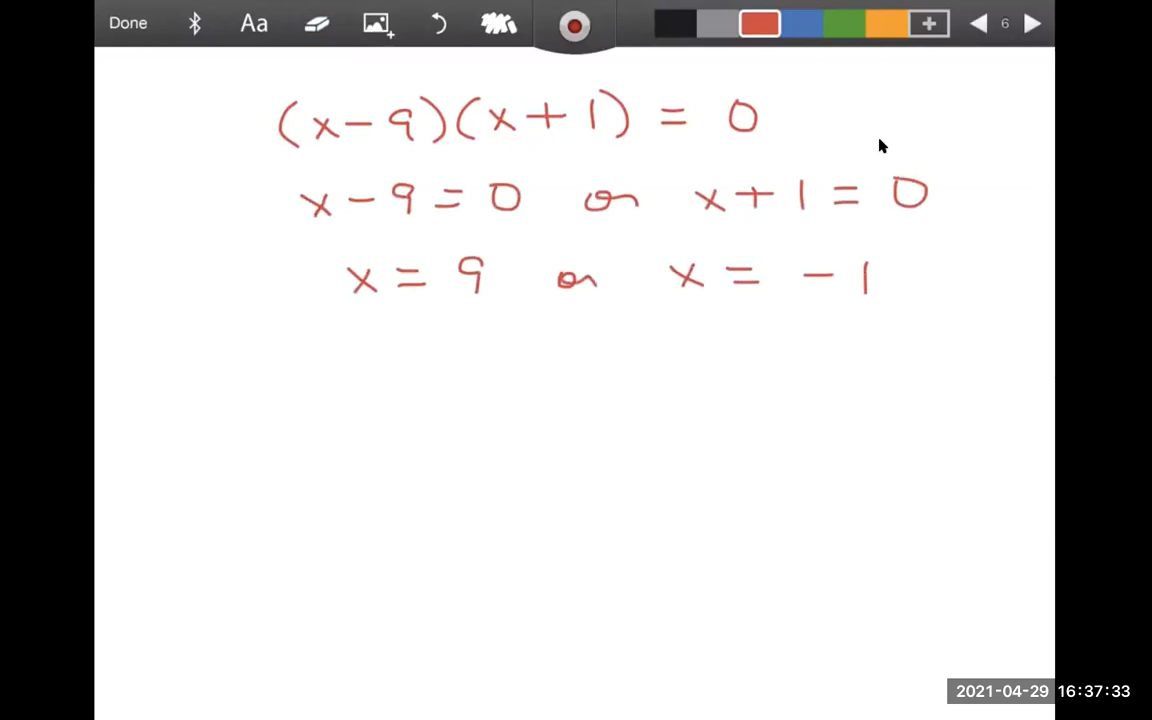 Done Aa 6
(x-9)(x+1) = 0
x-9=0 or x+1=0
x=9 or x=-1
2021-04-29 16:37:33